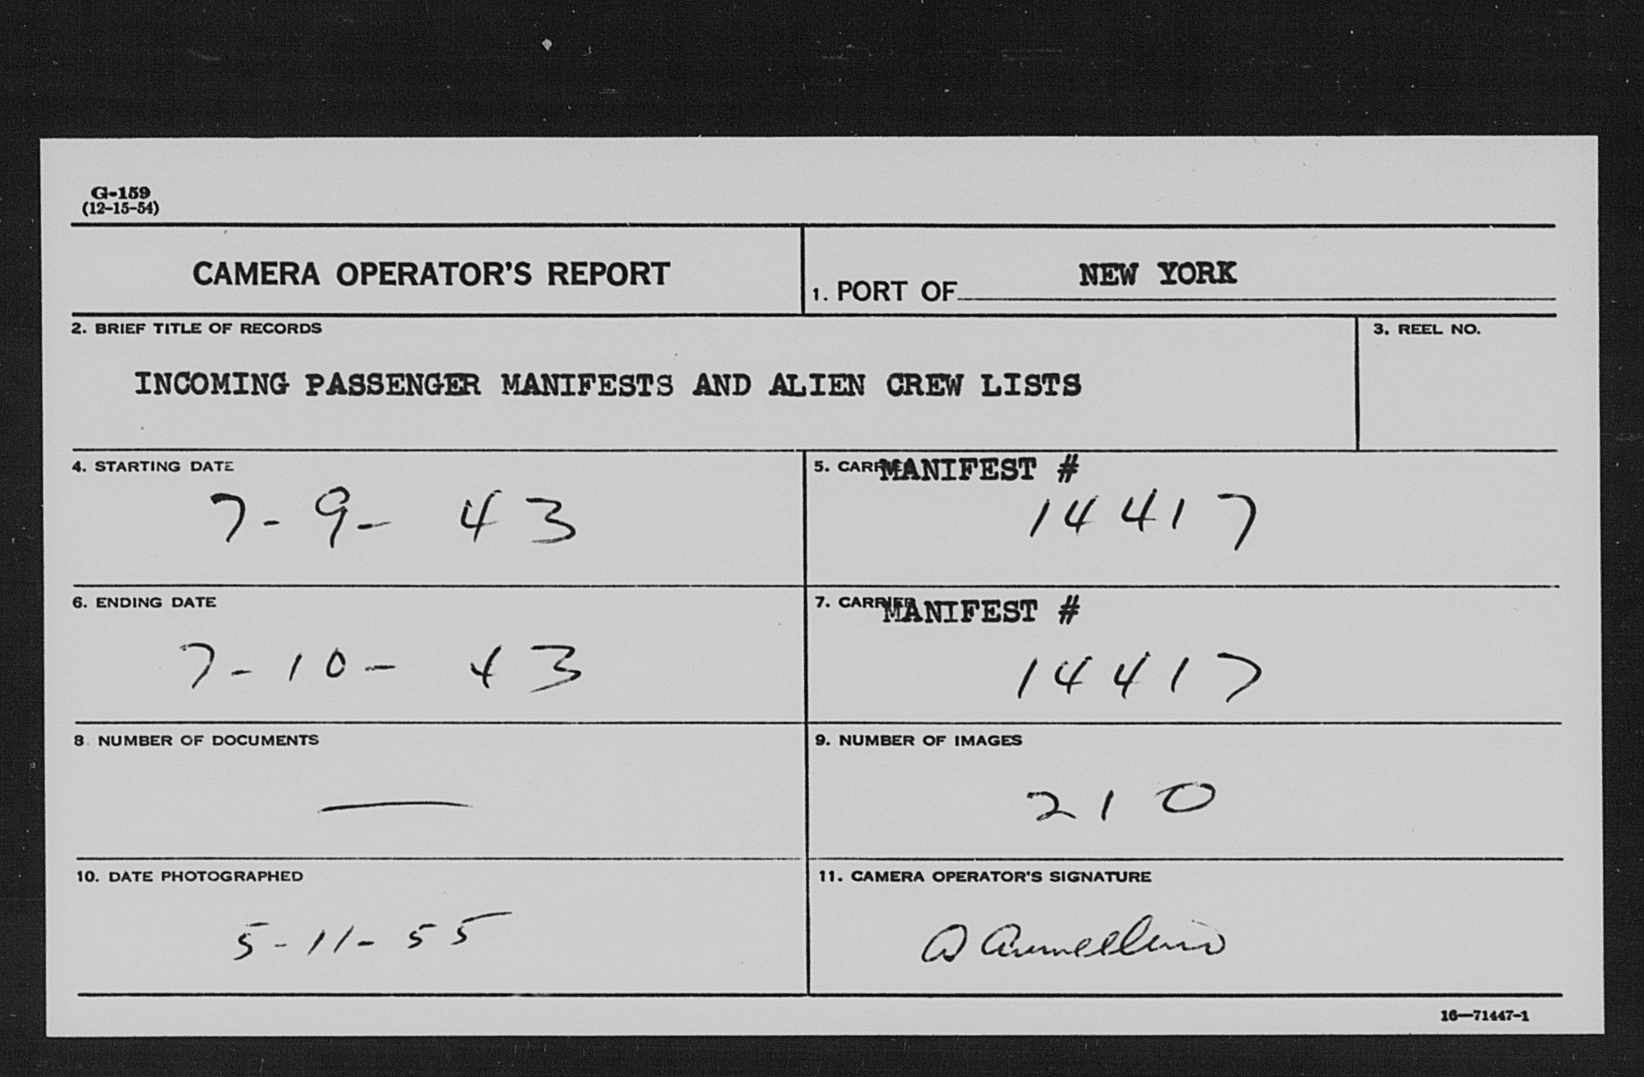 G-159
(12-15-54)
CAMERA OPERATOR'S REPORT
1. PORT OF NEW YORK
2. BRIEF TITLE OF RECORDS
3. REEL NO.
INCOMING PASSENGER MANIFESTS AND ALIEN CREW LISTS
4. STARTING DATE
7-9-43
5. CARRIER MANIFEST #
14417
6. ENDING DATE
7-10-43
7. CARRIER MANIFEST #
14417
8. NUMBER OF DOCUMENTS
—
9. NUMBER OF IMAGES
210
10. DATE PHOTOGRAPHED
5-11-55
11. CAMERA OPERATOR'S SIGNATURE
16—71447-1